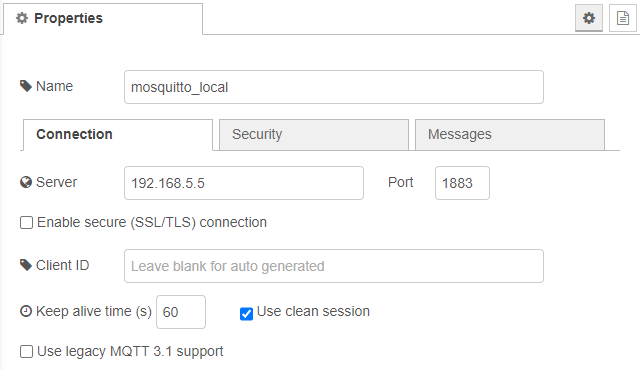 Properties
Name
mosquitto_local
Connection Security Messages
Server 192.168.5.5 Port 1883
Enable secure (SSL/TLS) connection
Client ID Leave blank for auto generated
Keep alive time (s) 60 Use clean session
Use legacy MQTT 3.1 support